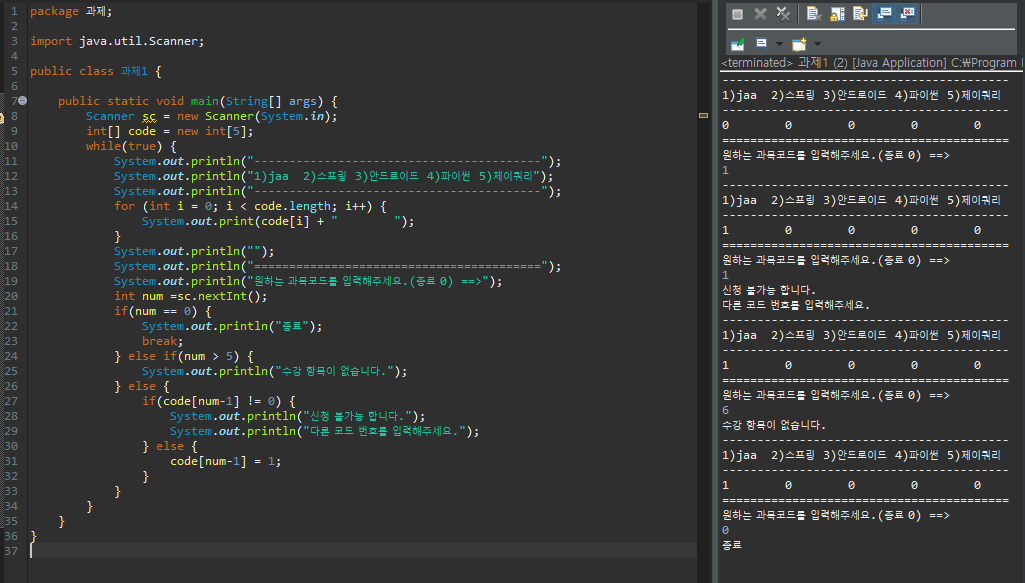 1 package 과제;
2
3 import java.util.Scanner;
4
5 public class 과제1 {
6
7 public static void main(String[] args) {
8 Scanner sc = new Scanner(System.in);
9 int[] code = new int[5];
10 while(true) {
11 System.out.println("-----------------------------------------");
12 System.out.println("1)jaa  2)스프링 3)안드로이드 4)파이썬 5)제이쿼리");
13 System.out.println("-----------------------------------------");
14 for (int i = 0; i < code.length; i++) {
15 System.out.print(code[i] + "        ");
16 }
17 System.out.println("");
18 System.out.println("=========================================");
19 System.out.println("원하는 과목코드를 입력해주세요.(종료 0) ==>");
20 int num =sc.nextInt();
21 if(num == 0) {
22 System.out.println("종료");
23 break;
24 } else if(num > 5) {
25 System.out.println("수강 항목이 없습니다.");
26 } else {
27 if(code[num-1] != 0) {
28 System.out.println("신청 불가능 합니다.");
29 System.out.println("다른 코드 번호를 입력해주세요.");
30 } else {
31 code[num-1] = 1;
32 }
33 }
34 }
35 }
36 }
37
<terminated> 과제1 (2) [Java Application] C:₩Program
-----------------------------------------
1)jaa  2)스프링 3)안드로이드 4)파이썬 5)제이쿼리
-----------------------------------------
0        0        0        0        0
=========================================
원하는 과목코드를 입력해주세요.(종료 0) ==>
1
-----------------------------------------
1)jaa  2)스프링 3)안드로이드 4)파이썬 5)제이쿼리
-----------------------------------------
1        0        0        0        0
=========================================
원하는 과목코드를 입력해주세요.(종료 0) ==>
1
신청 불가능 합니다.
다른 코드 번호를 입력해주세요.
-----------------------------------------
1)jaa  2)스프링 3)안드로이드 4)파이썬 5)제이쿼리
-----------------------------------------
1        0        0        0        0
=========================================
원하는 과목코드를 입력해주세요.(종료 0) ==>
6
수강 항목이 없습니다.
-----------------------------------------
1)jaa  2)스프링 3)안드로이드 4)파이썬 5)제이쿼리
-----------------------------------------
1        0        0        0        0
=========================================
원하는 과목코드를 입력해주세요.(종료 0) ==>
0
종료